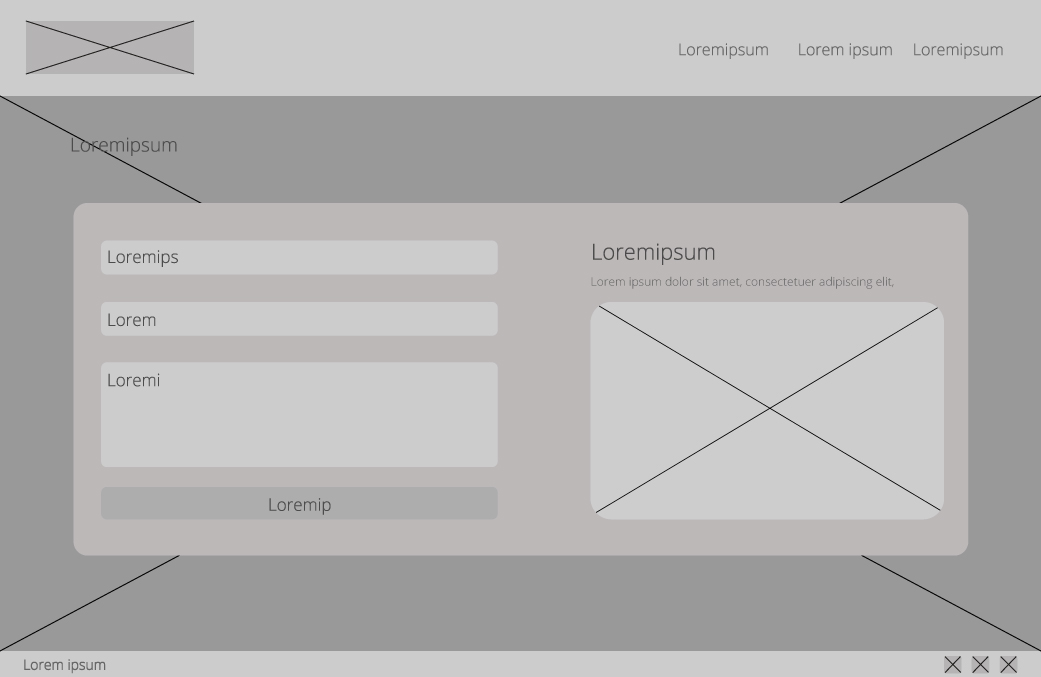 Loremipsum
Lorem ipsum
Loremipsum
Loremipsum
Loremips
Lorem
Loremi
Loremip
Loremipsum
Lorem ipsum dolor sit amet, consectetuer adipiscing elit,
Lorem ipsum